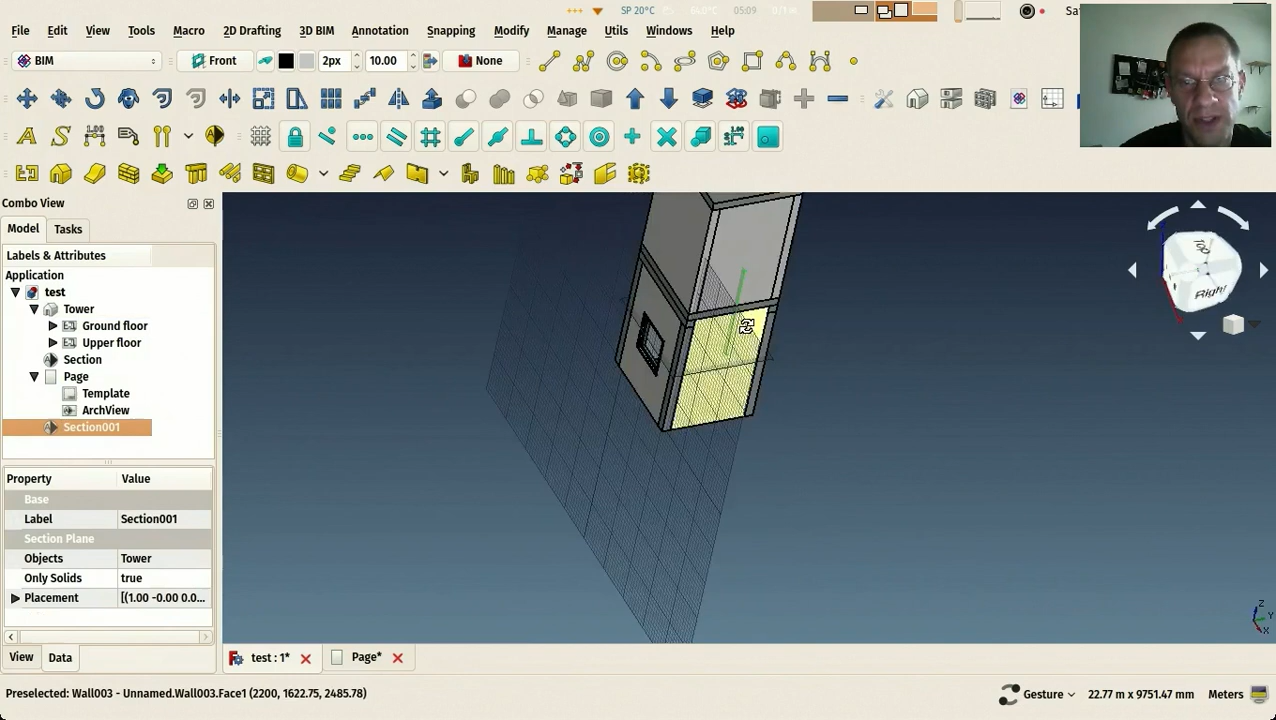 SP 20°C 05:09
File Edit View Tools Macro 2D Drafting 3D BIM Annotation Snapping Modify Manage Utils Windows Help
BIM Front 2px 10.00 None
Combo View
Model Tasks
Labels & Attributes
Application
test
Tower
Ground floor
Upper floor
Section
Page
Template
ArchView
Section001
Property Value
Base
Label Section001
Section Plane
Objects Tower
Only Solids true
Placement [(1.00 -0.00 0.0...
View Data
TOP
Right
Z
Y
X
test : 1* Page*
Preselected: Wall003 - Unnamed.Wall003.Face1 (2200, 1622.75, 2485.78) Gesture 22.77 m x 9751.47 mm Meters